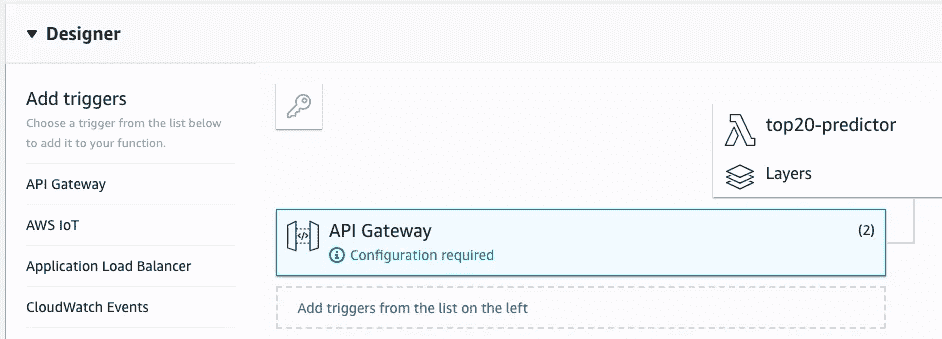 Designer
Add triggers
Choose a trigger from the list below
to add it to your function.
API Gateway
AWS IoT
Application Load Balancer
CloudWatch Events
top20-predictor
Layers
API Gateway
(2)
Configuration required
Add triggers from the list on the left